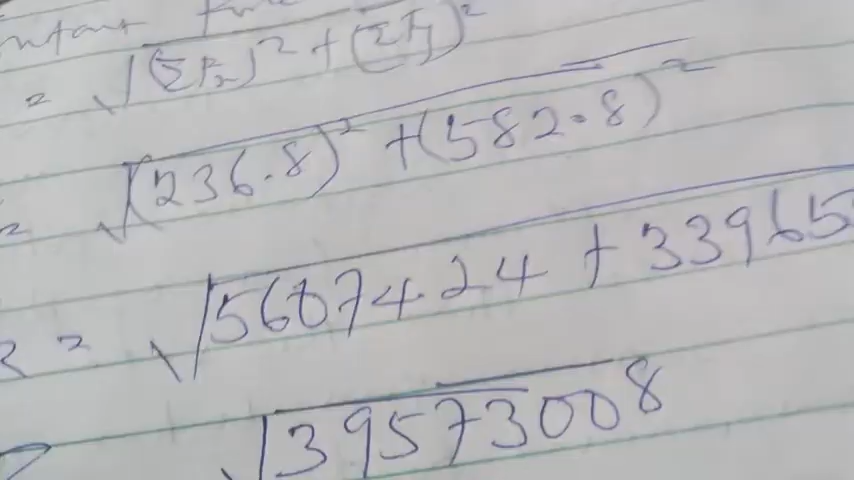 = √(ΣFx)² + (ΣFy)²
= √(236.8)² + (582.8)²
R = √56074.24 + 33965
√39573008